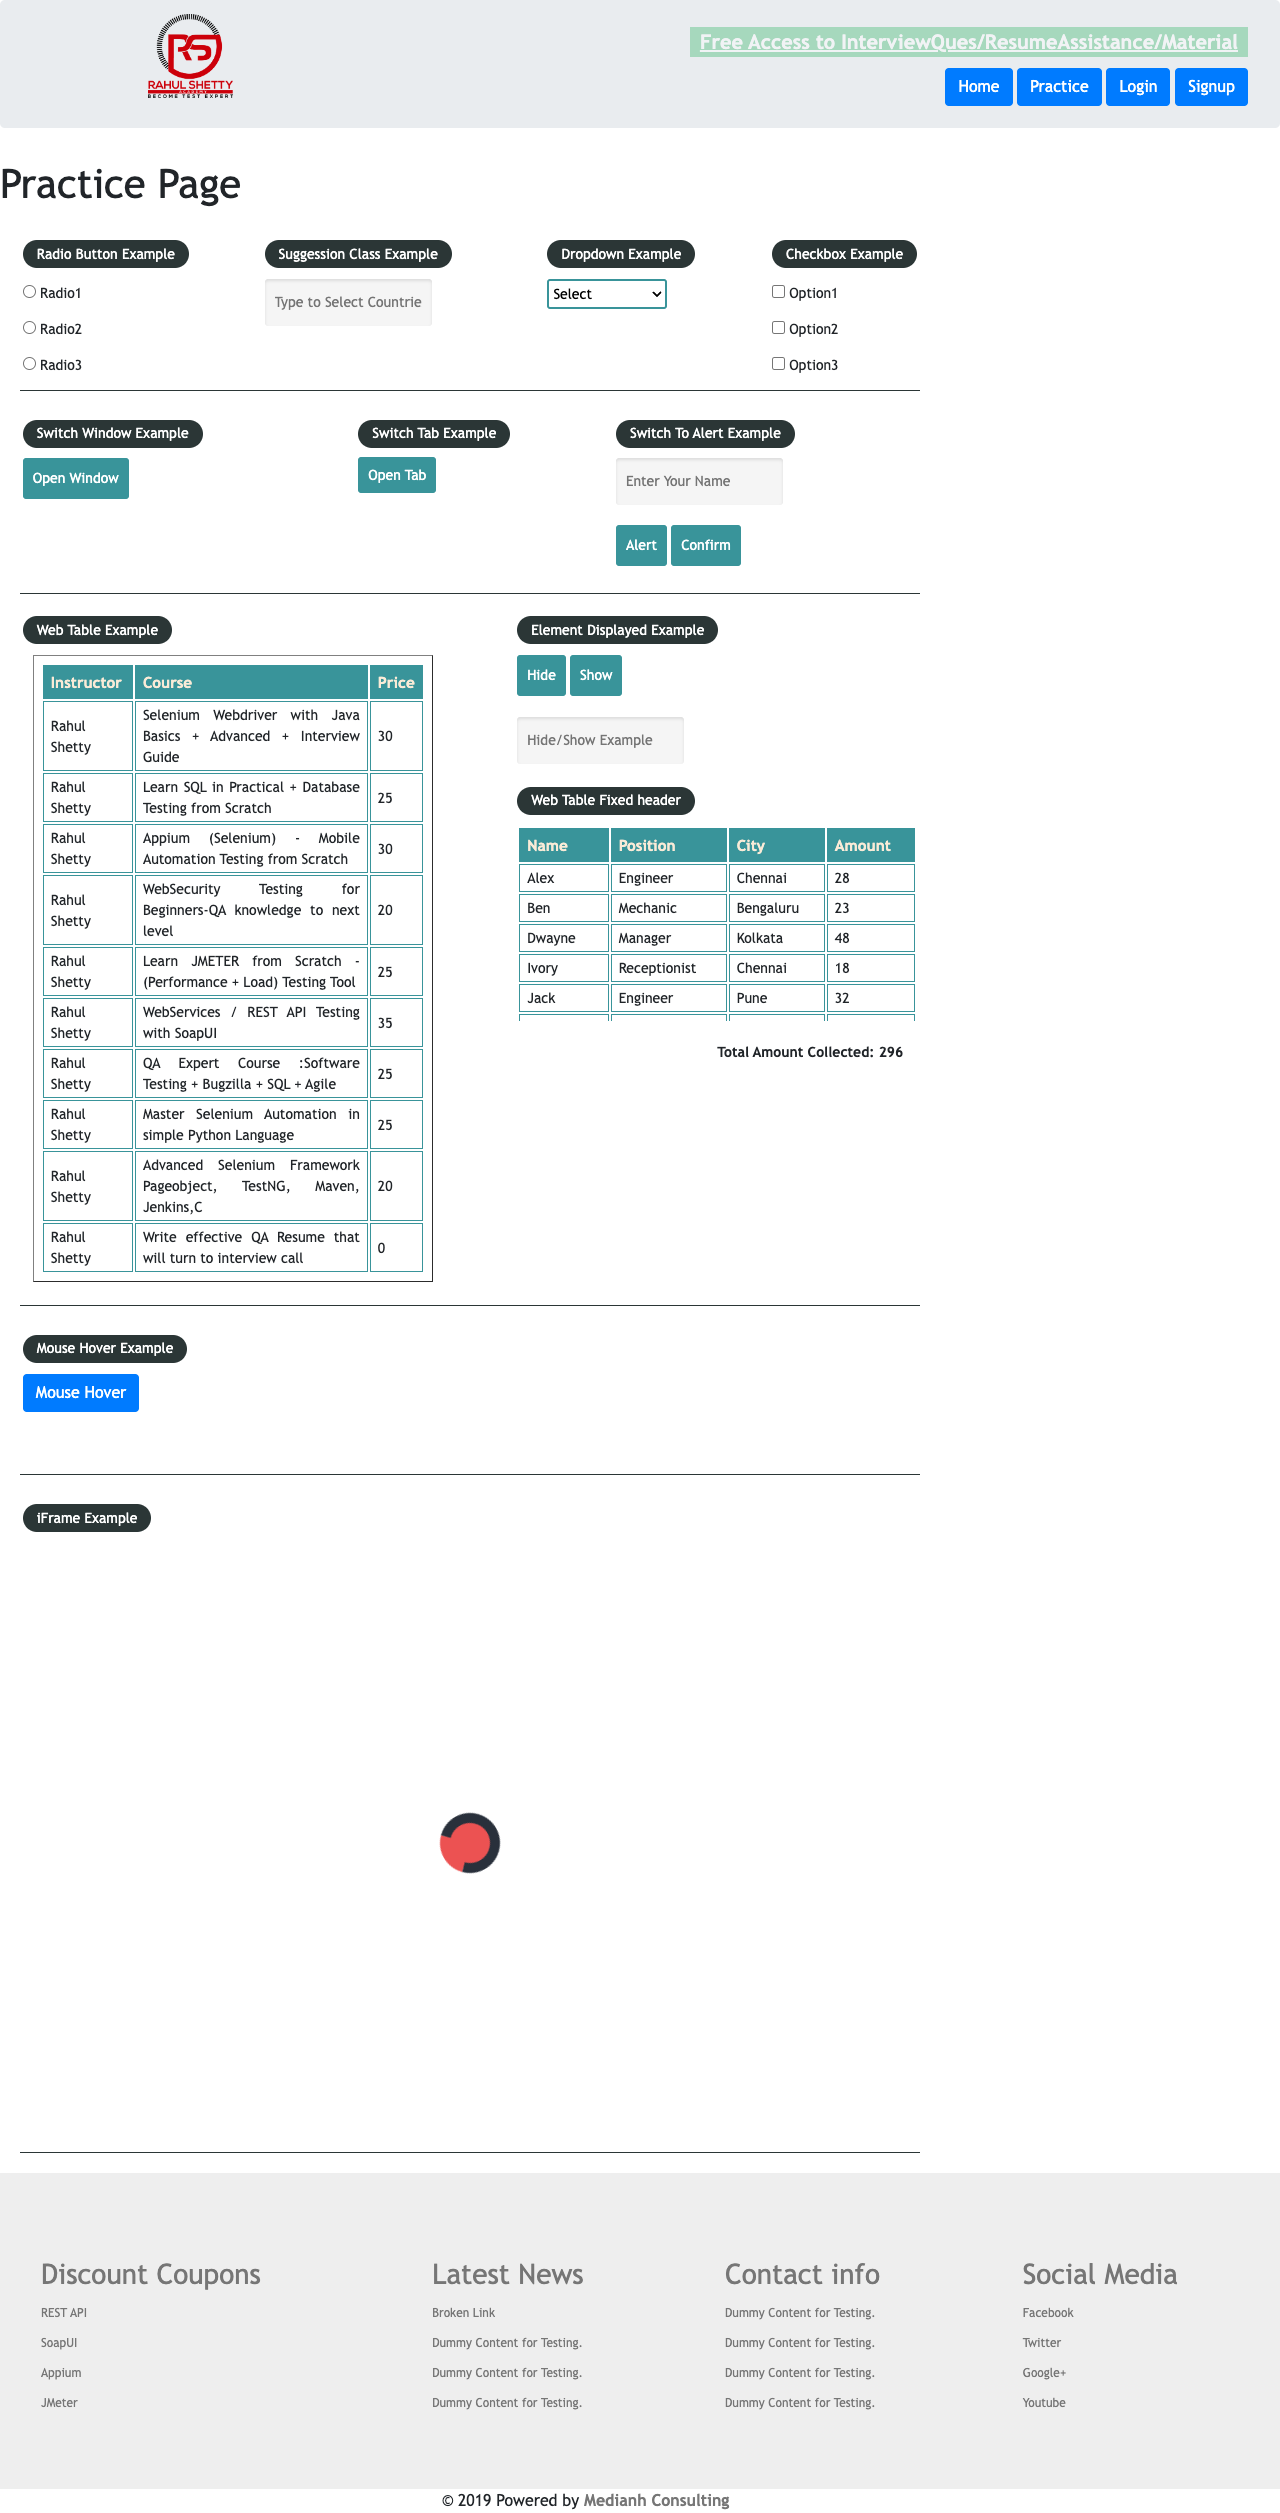 RAHUL SHETTY
ACADEMY
BECOME TEST EXPERT
Free Access to InterviewQues/ResumeAssistance/Material
Home Practice Login Signup
Practice Page
Radio Button Example
Radio1
Radio2
Radio3
Suggession Class Example
Type to Select Countrie
Dropdown Example
Select
Checkbox Example
Option1
Option2
Option3
Switch Window Example
Open Window
Switch Tab Example
Open Tab
Switch To Alert Example
Enter Your Name
Alert Confirm
Web Table Example
Instructor Course Price
Rahul Shetty Selenium Webdriver with Java Basics + Advanced + Interview Guide 30
Rahul Shetty Learn SQL in Practical + Database Testing from Scratch 25
Rahul Shetty Appium (Selenium) - Mobile Automation Testing from Scratch 30
Rahul Shetty WebSecurity Testing for Beginners-QA knowledge to next level 20
Rahul Shetty Learn JMETER from Scratch - (Performance + Load) Testing Tool 25
Rahul Shetty WebServices / REST API Testing with SoapUI 35
Rahul Shetty QA Expert Course :Software Testing + Bugzilla + SQL + Agile 25
Rahul Shetty Master Selenium Automation in simple Python Language 25
Rahul Shetty Advanced Selenium Framework Pageobject, TestNG, Maven, Jenkins,C 20
Rahul Shetty Write effective QA Resume that will turn to interview call 0
Element Displayed Example
Hide Show
Hide/Show Example
Web Table Fixed header
Name Position City Amount
Alex Engineer Chennai 28
Ben Mechanic Bengaluru 23
Dwayne Manager Kolkata 48
Ivory Receptionist Chennai 18
Jack Engineer Pune 32
Total Amount Collected: 296
Mouse Hover Example
Mouse Hover
iFrame Example
Discount Coupons
REST API
SoapUI
Appium
JMeter
Latest News
Broken Link
Dummy Content for Testing.
Dummy Content for Testing.
Dummy Content for Testing.
Contact info
Dummy Content for Testing.
Dummy Content for Testing.
Dummy Content for Testing.
Dummy Content for Testing.
Social Media
Facebook
Twitter
Google+
Youtube
© 2019 Powered by Medianh Consulting